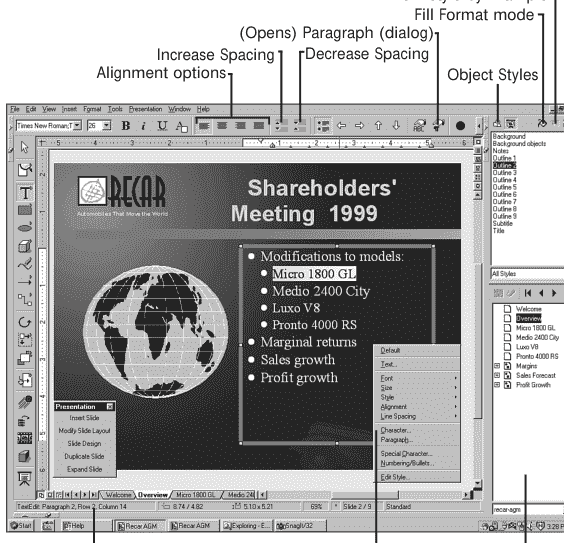 Fill Format mode
(Opens) Paragraph (dialog)
Increase Spacing
Decrease Spacing
Alignment options
Object Styles
File Edit View Insert Format Tools Presentation Window Help
Times New Roman;T
26
B i U A
Background
Background objects
Notes
Outline 1
Outline 2
Outline 3
Outline 4
Outline 5
Outline 6
Outline 7
Outline 8
Outline 9
Subtitle
Title
All Styles
RECAR
Automobiles That Move the World
Shareholders'
Meeting 1999
Modifications to models:
Micro 1800 GL
Medio 2400 City
Luxo V8
Pronto 4000 RS
Marginal returns
Sales growth
Profit growth
Default
Text...
Font
Size
Style
Alignment
Line Spacing
Character...
Paragraph...
Special Character...
Numbering/Bullets...
Edit Style...
Presentation
Insert Slide
Modify Slide Layout
Slide Design
Duplicate Slide
Expand Slide
Welcome
Overview
Micro 1800 GL
Medio 2400 City
Luxo V8
Pronto 4000 RS
Margins
Sales Forecast
Profit Growth
recar-agm
Welcome Overview Micro 1800 GL Medio 24
TextEdit: Paragraph 2, Row 2, Column 14
8.74 / 4.82
5.10 x 5.21
69%
Slide 2 / 9
Standard
Start
Help
Recar AGM
Recar AGM
Exploring - E...
SnagIt/32
3:28 P